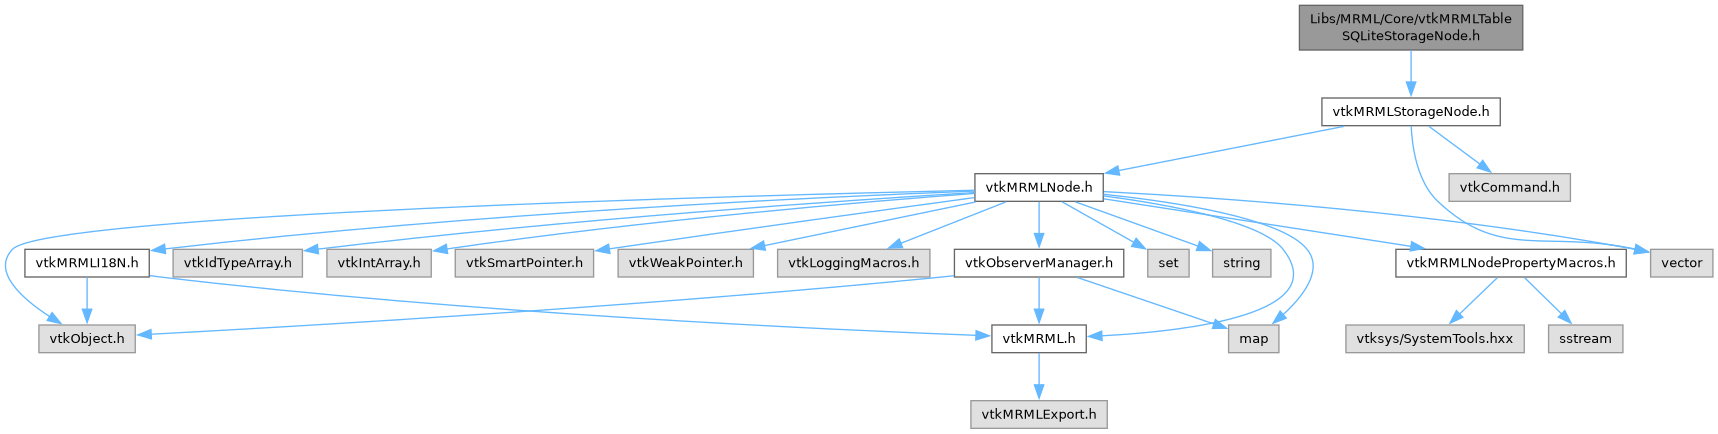 Libs/MRML/Core/vtkMRMLTable
SQLiteStorageNode.h
vtkMRMLStorageNode.h
vtkMRMLNode.h
vtkCommand.h
vtkMRMLI18N.h
vtkIdTypeArray.h
vtkIntArray.h
vtkSmartPointer.h
vtkWeakPointer.h
vtkLoggingMacros.h
vtkObserverManager.h
set
string
vtkMRMLNodePropertyMacros.h
vector
vtkObject.h
vtkMRML.h
map
vtksys/SystemTools.hxx
sstream
vtkMRMLExport.h